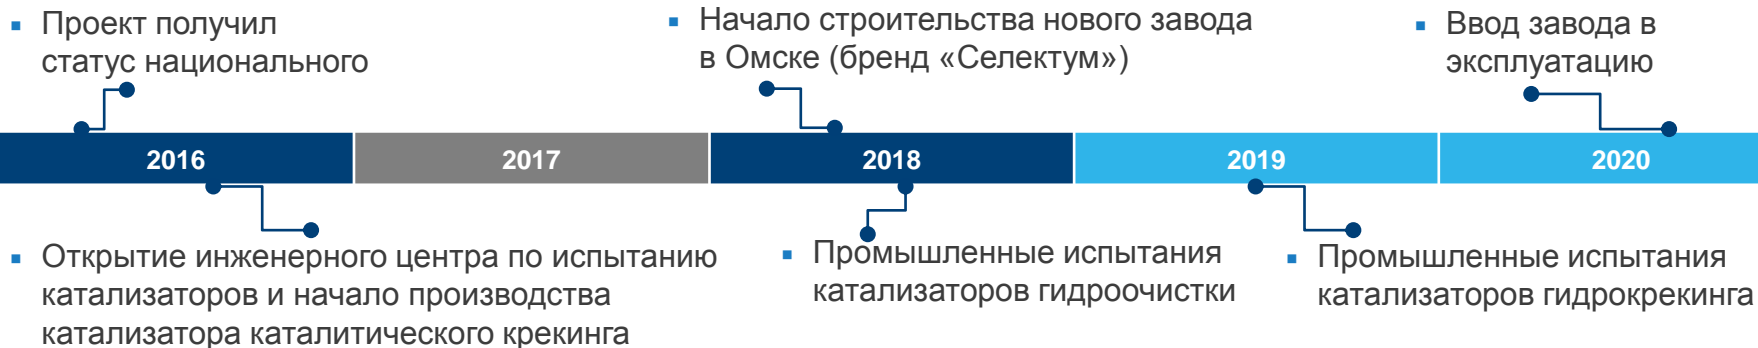 ▪ Проект получил
статус национального
▪ Начало строительства нового завода
в Омске (бренд «Селектум»)
▪ Ввод завода в
эксплуатацию
2016
2017
2018
2019
2020
▪ Открытие инженерного центра по испытанию
катализаторов и начало производства
катализатора каталитического крекинга
▪ Промышленные испытания
катализаторов гидроочистки
▪ Промышленные испытания
катализаторов гидрокрекинга